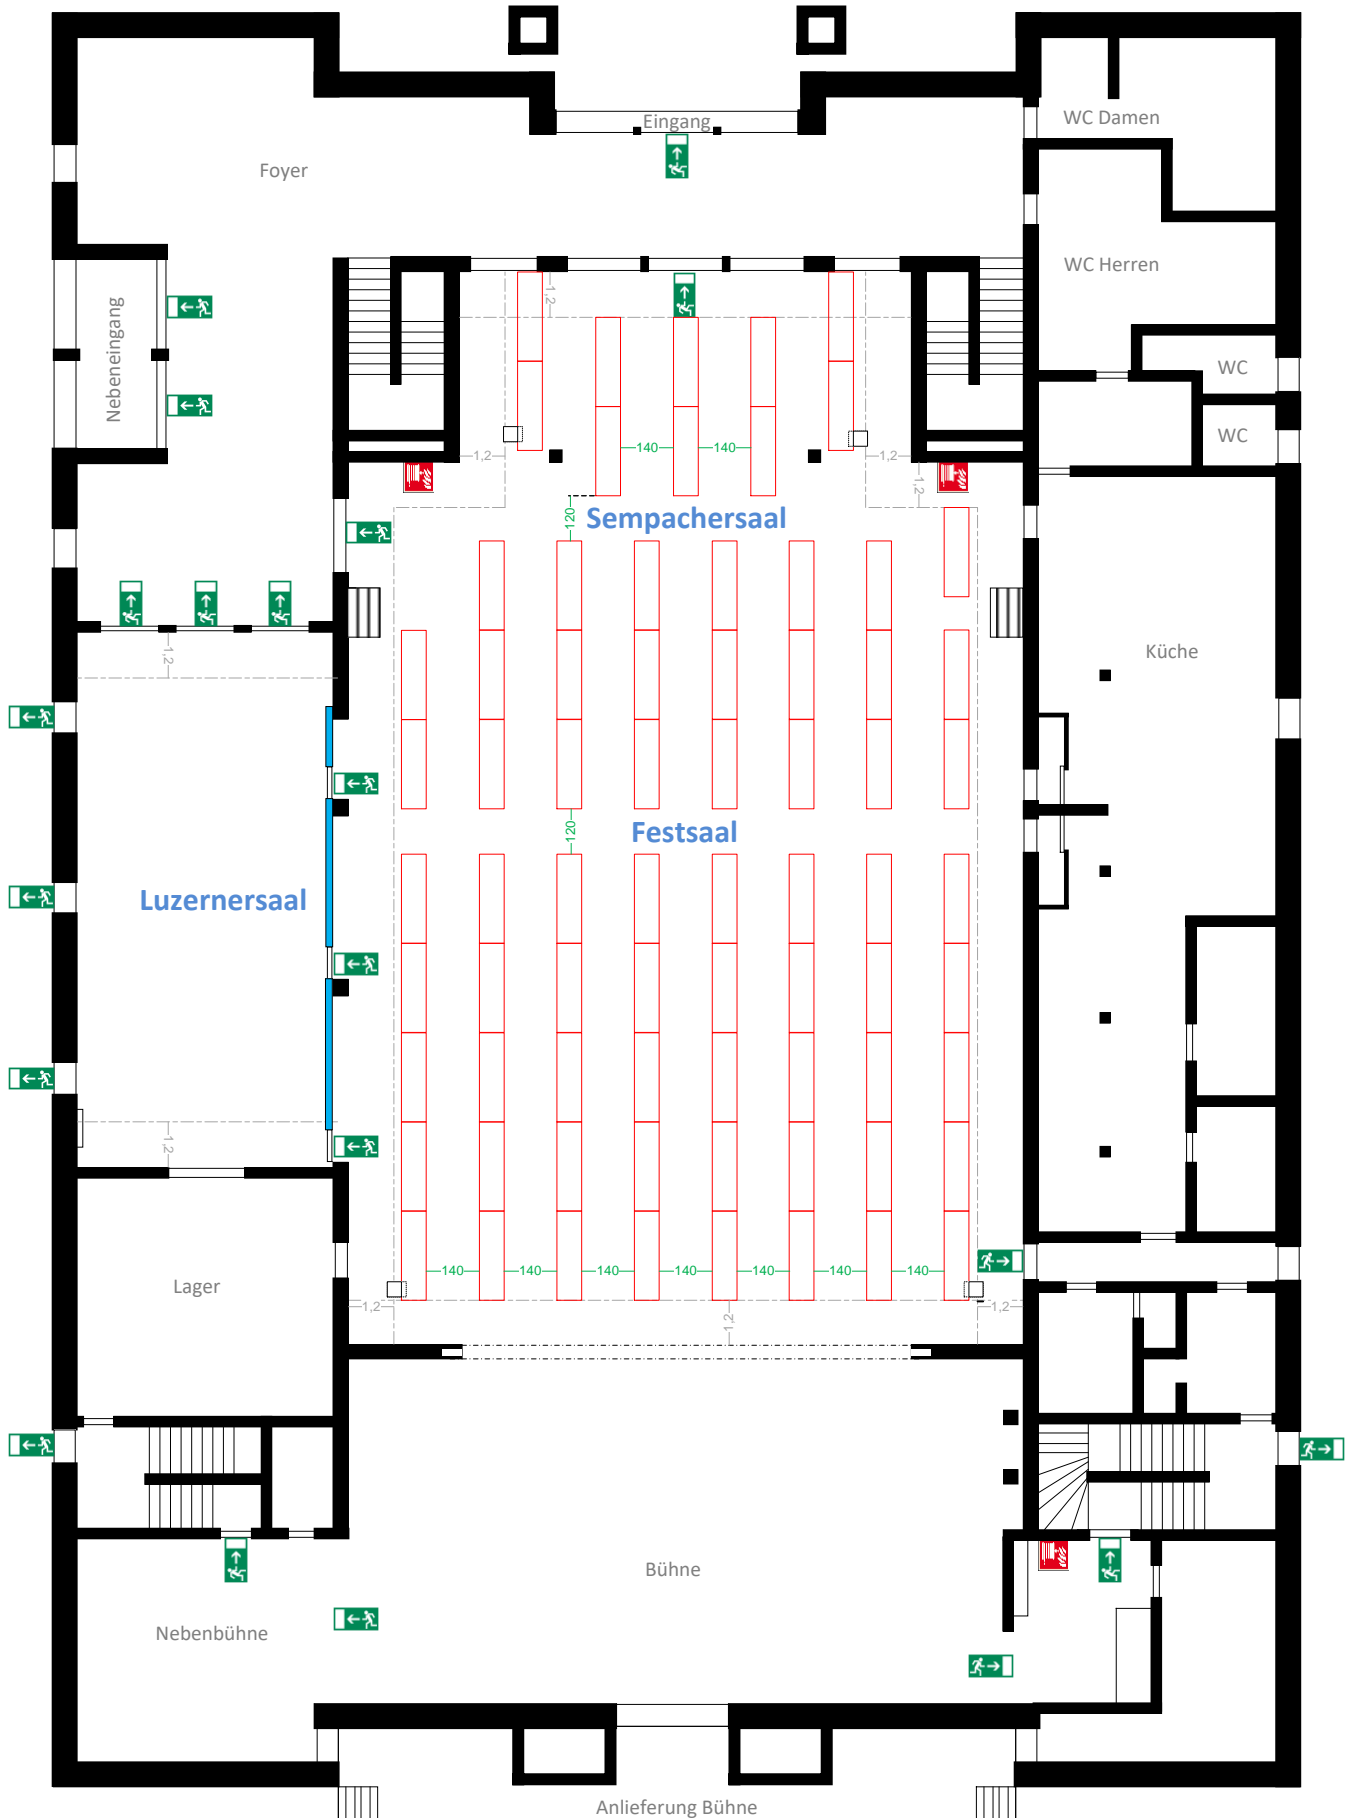 Eingang
WC Damen
Foyer
WC Herren
Nebeneingang
1,2
WC
WC
140
140
1,2
1,2
1,2
120
Sempachersaal
1,2
Küche
120
Festsaal
Luzernersaal
1,2
140
140
140
140
140
140
140
Lager
1,2
1,2
1,2
Bühne
Nebenbühne
Anlieferung Bühne